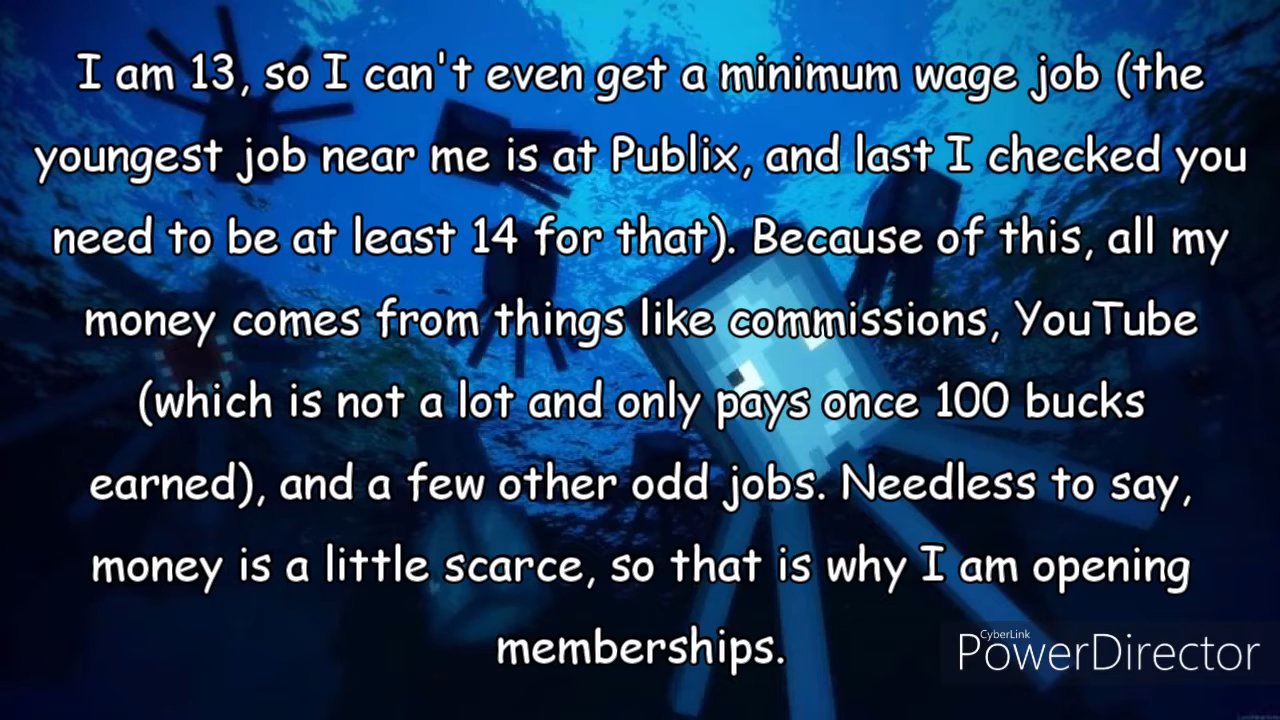 I am 13, so I can't even get a minimum wage job (the
youngest job near me is at Publix, and last I checked you
need to be at least 14 for that). Because of this, all my
money comes from things like commissions, YouTube
(which is not a lot and only pays once 100 bucks
earned), and a few other odd jobs. Needless to say,
money is a little scarce, so that is why I am opening
memberships.
CyberLink
PowerDirector